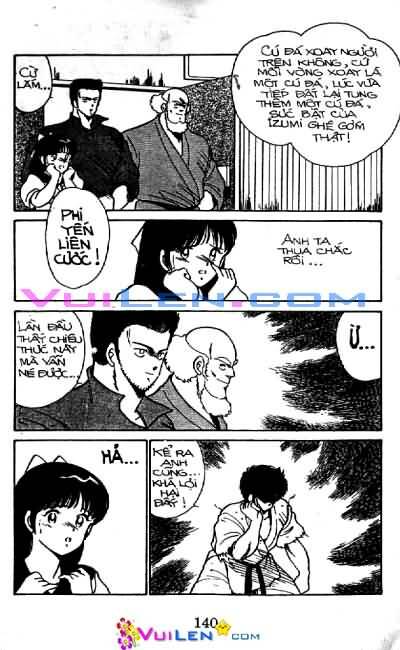 CỪ
LẮM...
CÚ ĐÁ XOAY NGƯỜI
TRÊN KHÔNG, CỨ
MỖI VÒNG XOAY LÀ
MỘT CÚ ĐÁ, LÚC VỪA
TIẾP ĐẤT LẠI TUNG
THÊM MỘT CÚ ĐÁ,
SỨC BẬT CỦA
IZUMI GHÊ GỚM
THẬT!
PHI
YẾN
LIÊN
CƯỚC!
ANH TA
THUA CHẮC
RỒI...
VUILEN.COM
LẦN ĐẦU
THẤY CHIÊU
THỨC NÀY
MÀ VẪN
NÉ ĐƯỢC...
Ừ...
HẢ...
KỂ RA
ANH
CŨNG...
KHÁ LỢI
HẠI
ĐẤY!
140
VUILEN.COM